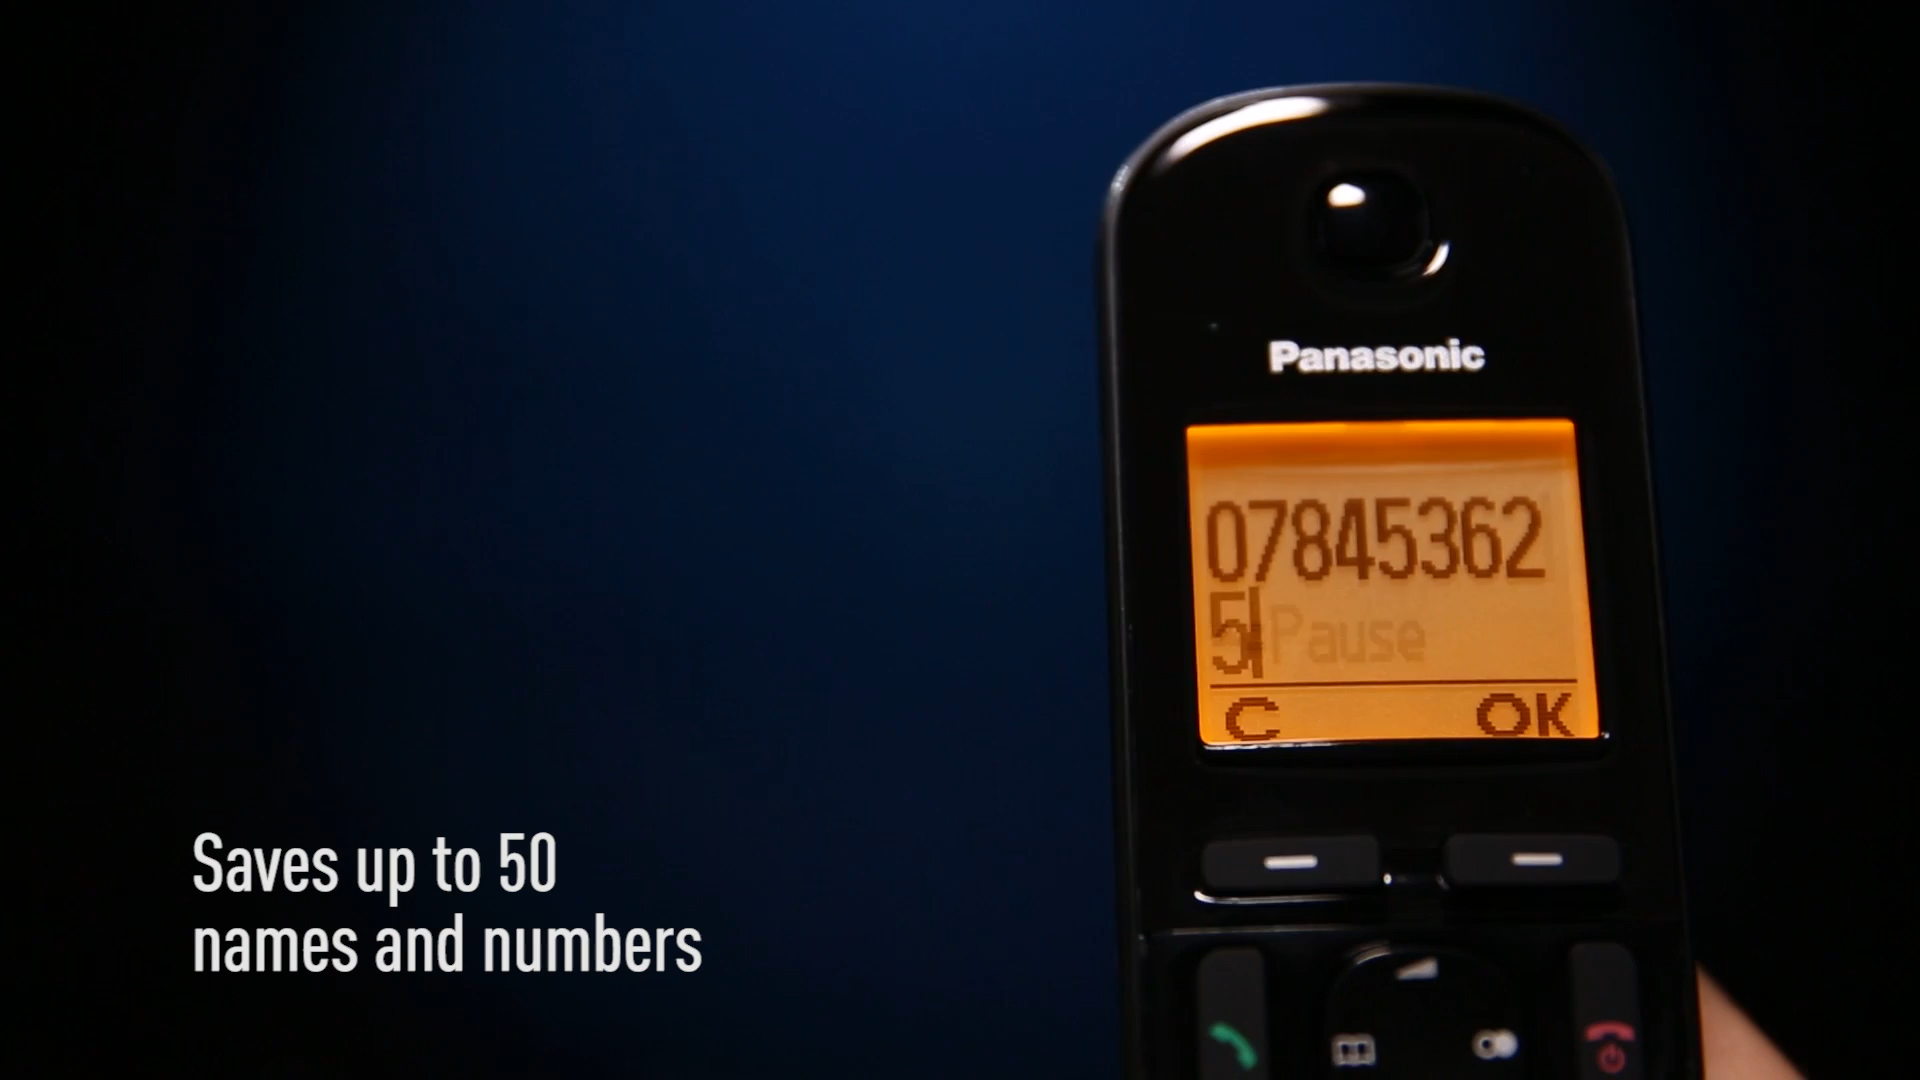 Panasonic
07845362
5 Pause
C OK
Saves up to 50
names and numbers